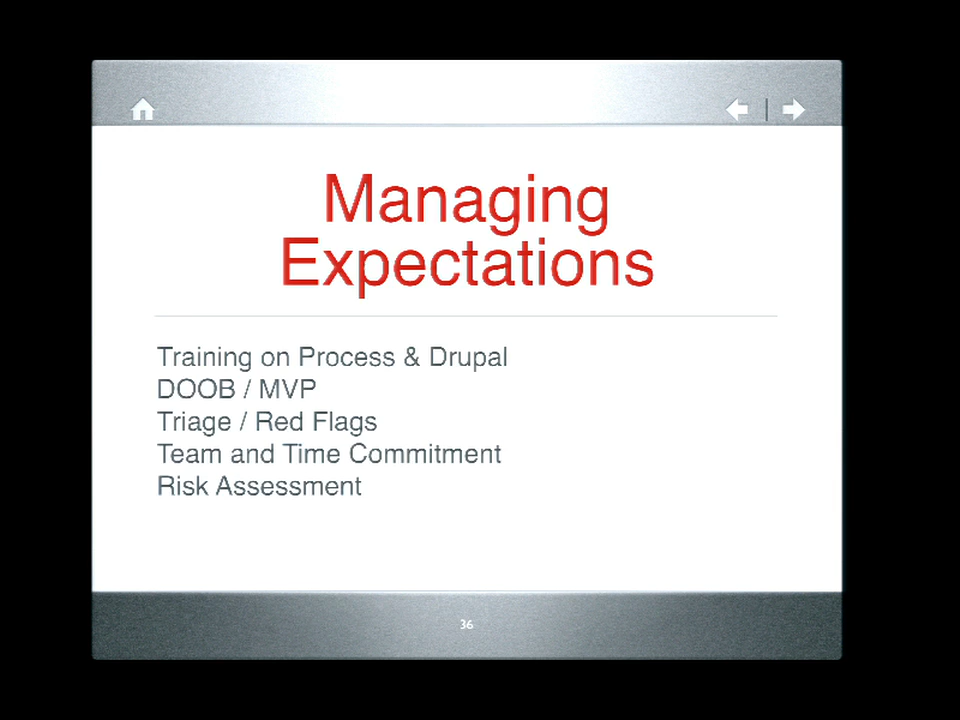 Managing
Expectations
Training on Process & Drupal
DOOB / MVP
Triage / Red Flags
Team and Time Commitment
Risk Assessment
36